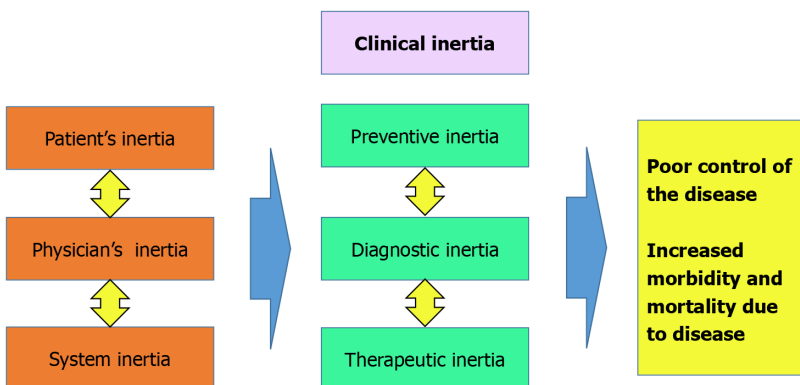 Clinical inertia
Patient’s inertia
Physician’s inertia
System inertia
Preventive inertia
Diagnostic inertia
Therapeutic inertia
Poor control of
the disease
Increased
morbidity and
mortality due
to disease